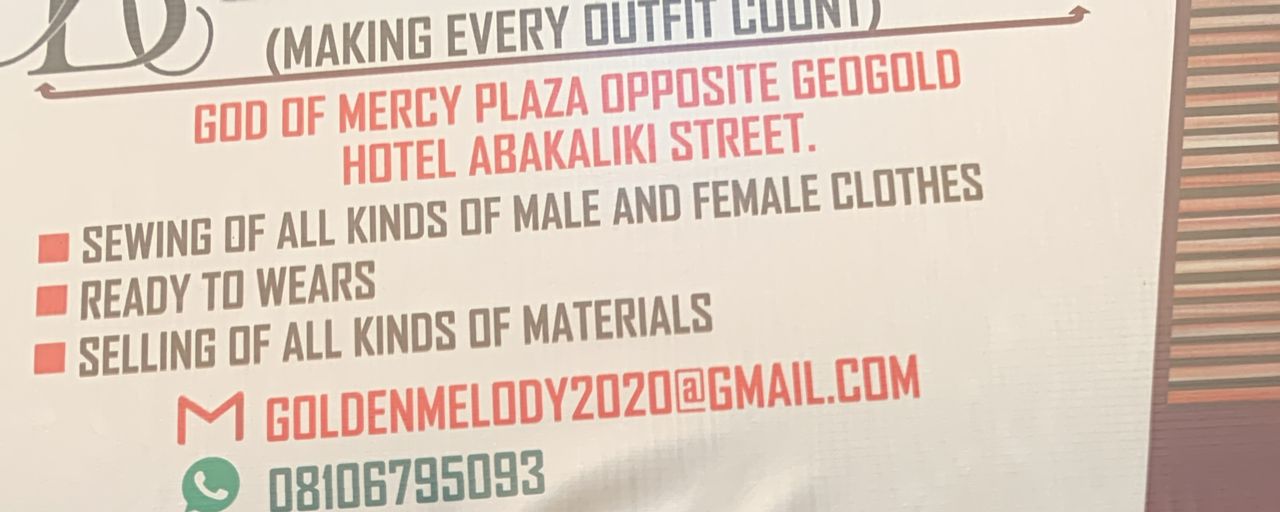 (MAKING EVERY OUTFIT COUNT)
GOD OF MERCY PLAZA OPPOSITE GEOGOLD
HOTEL ABAKALIKI STREET.
SEWING OF ALL KINDS OF MALE AND FEMALE CLOTHES
READY TO WEARS
SELLING OF ALL KINDS OF MATERIALS
GOLDENMELODY2020@GMAIL.COM
08106795093